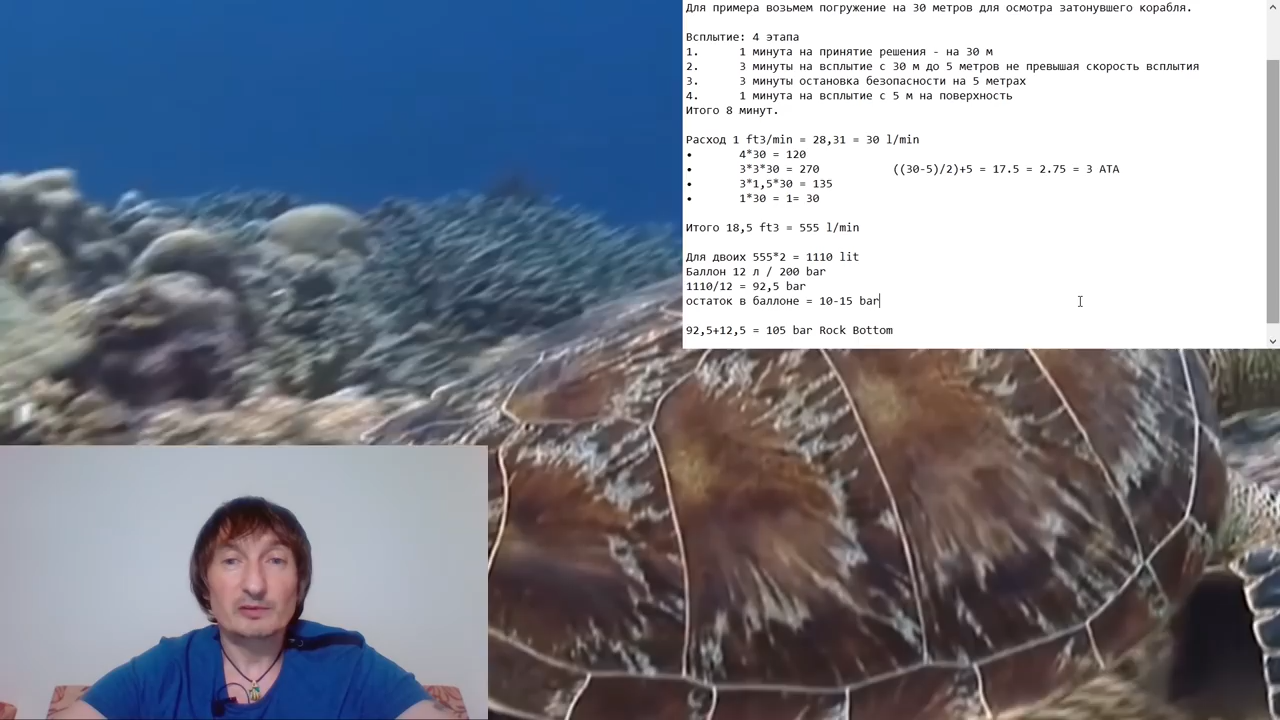 Для примера возьмем погружение на 30 метров для осмотра затонувшего корабля.
Всплытие: 4 этапа
1. 1 минута на принятие решения - на 30 м
2. 3 минуты на всплытие с 30 м до 5 метров не превышая скорость всплытия
3. 3 минуты остановка безопасности на 5 метрах
4. 1 минута на всплытие с 5 м на поверхность
Итого 8 минут.
Расход 1 ft3/min = 28,31 = 30 l/min
• 4*30 = 120
• 3*3*30 = 270 ((30-5)/2)+5 = 17.5 = 2.75 = 3 ATA
• 3*1,5*30 = 135
• 1*30 = 1= 30
Итого 18,5 ft3 = 555 l/min
Для двоих 555*2 = 1110 lit
Баллон 12 л / 200 bar
1110/12 = 92,5 bar
остаток в баллоне = 10-15 bar
92,5+12,5 = 105 bar Rock Bottom